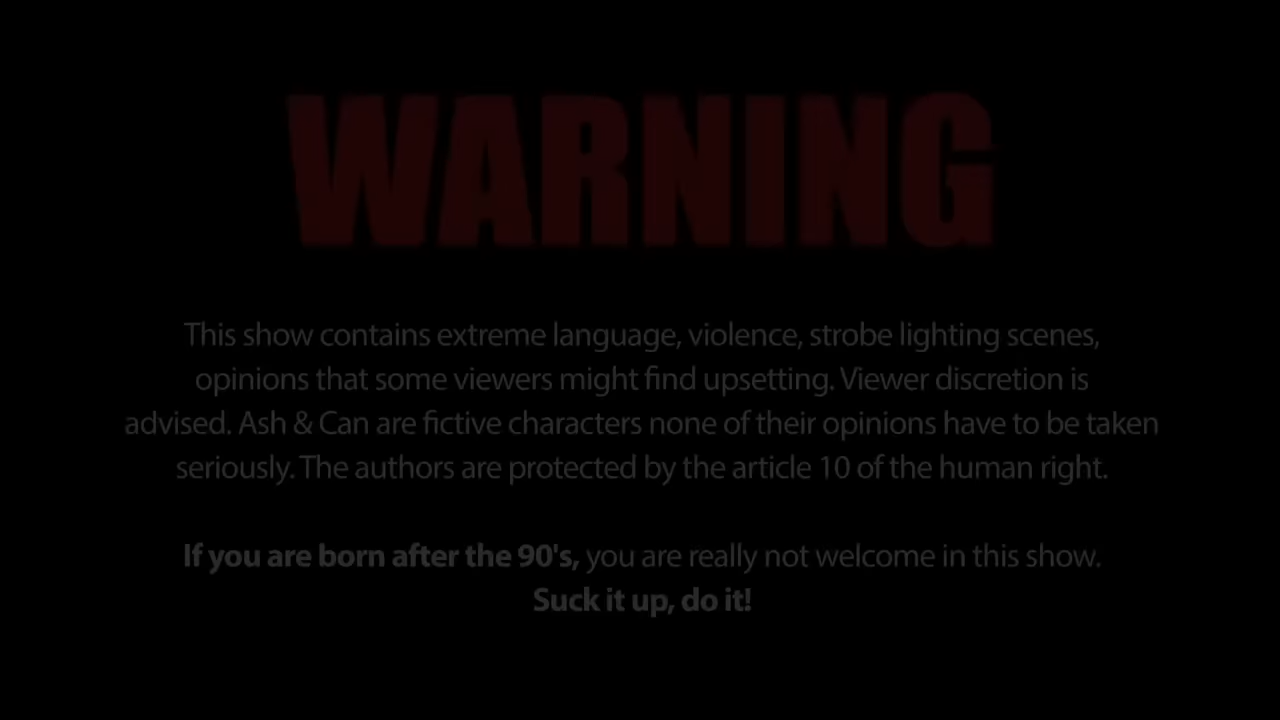 WARNING
This show contains extreme language, violence, strobe lighting scenes,
opinions that some viewers might find upsetting. Viewer discretion is
advised. Ash & Can are fictive characters none of their opinions have to be taken
seriously. The authors are protected by the article 10 of the human right.
If you are born after the 90's, you are really not welcome in this show.
Suck it up, do it!